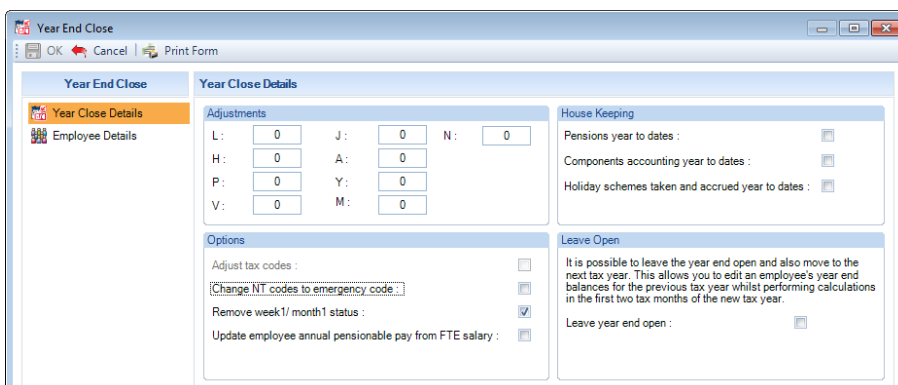 Year End Close
OK Cancel Print Form
Year End Close
Year Close Details
Employee Details
Year Close Details
Adjustments
L : 0 J : 0 N : 0
H : 0 A : 0
P : 0 Y : 0
V : 0 M : 0
House Keeping
Pensions year to dates :
Components accounting year to dates :
Holiday schemes taken and accrued year to dates :
Options
Adjust tax codes :
Change NT codes to emergency code :
Remove week1/ month1 status :
Update employee annual pensionable pay from FTE salary :
Leave Open
It is possible to leave the year end open and also move to the
next tax year. This allows you to edit an employee's year end
balances for the previous tax year whilst performing calculations
in the first two tax months of the new tax year.
Leave year end open :